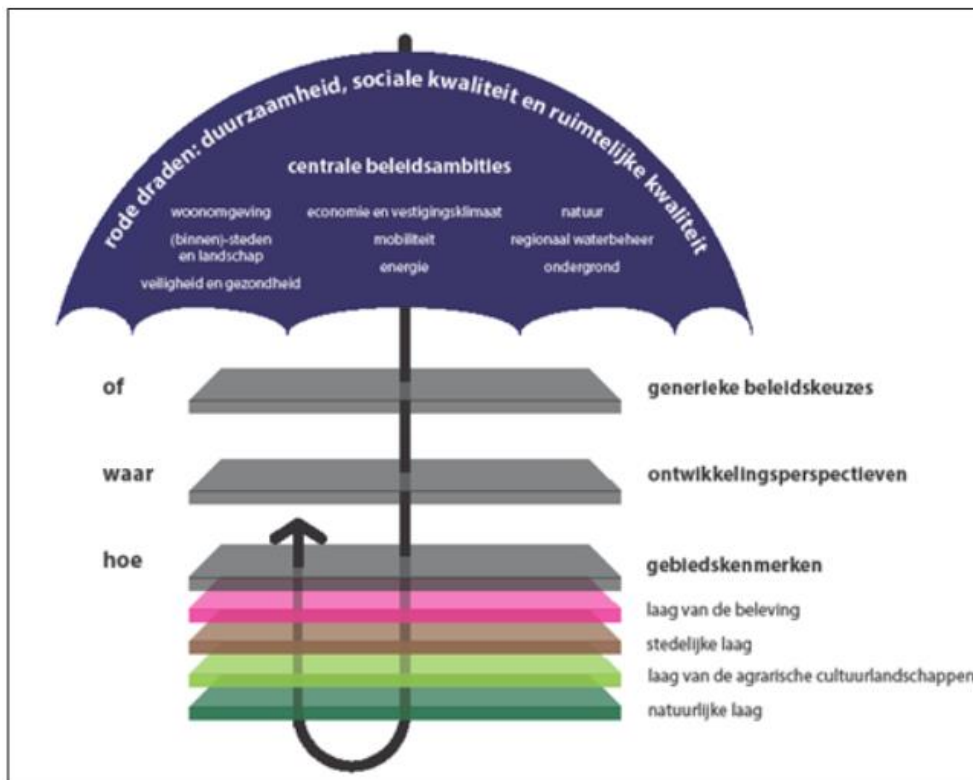 rode draden: duurzaamheid, sociale kwaliteit en ruimtelijke kwaliteit
centrale beleidsambities
woonomgeving
(binnen)-steden
en landschap
veiligheid en gezondheid
economie en vestigingsklimaat
mobiliteit
energie
natuur
regionaal waterbeheer
ondergrond
of
generieke beleidskeuzes
waar
ontwikkelingsperspectieven
hoe
gebiedskenmerken
laag van de beleving
stedelijke laag
laag van de agrarische cultuurlandschappen
natuurlijke laag